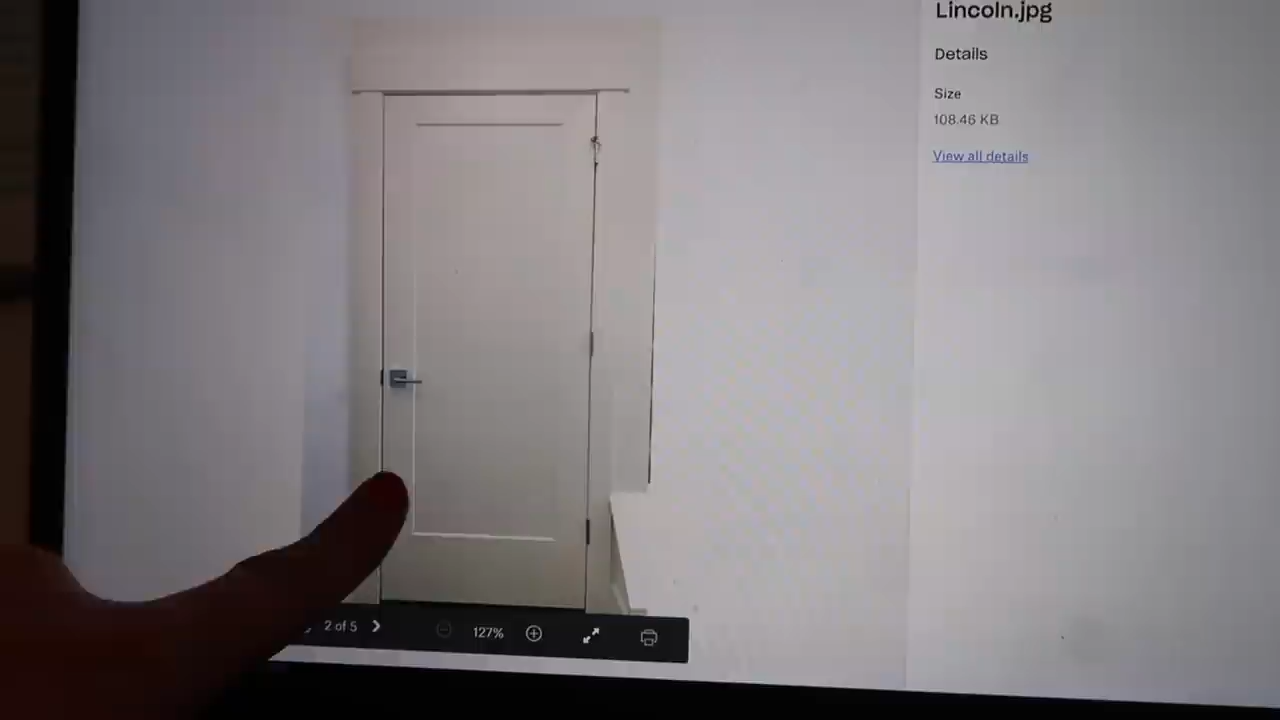 Lincoln.jpg
Details
Size
108.46 KB
View all details
2 of 5
127%